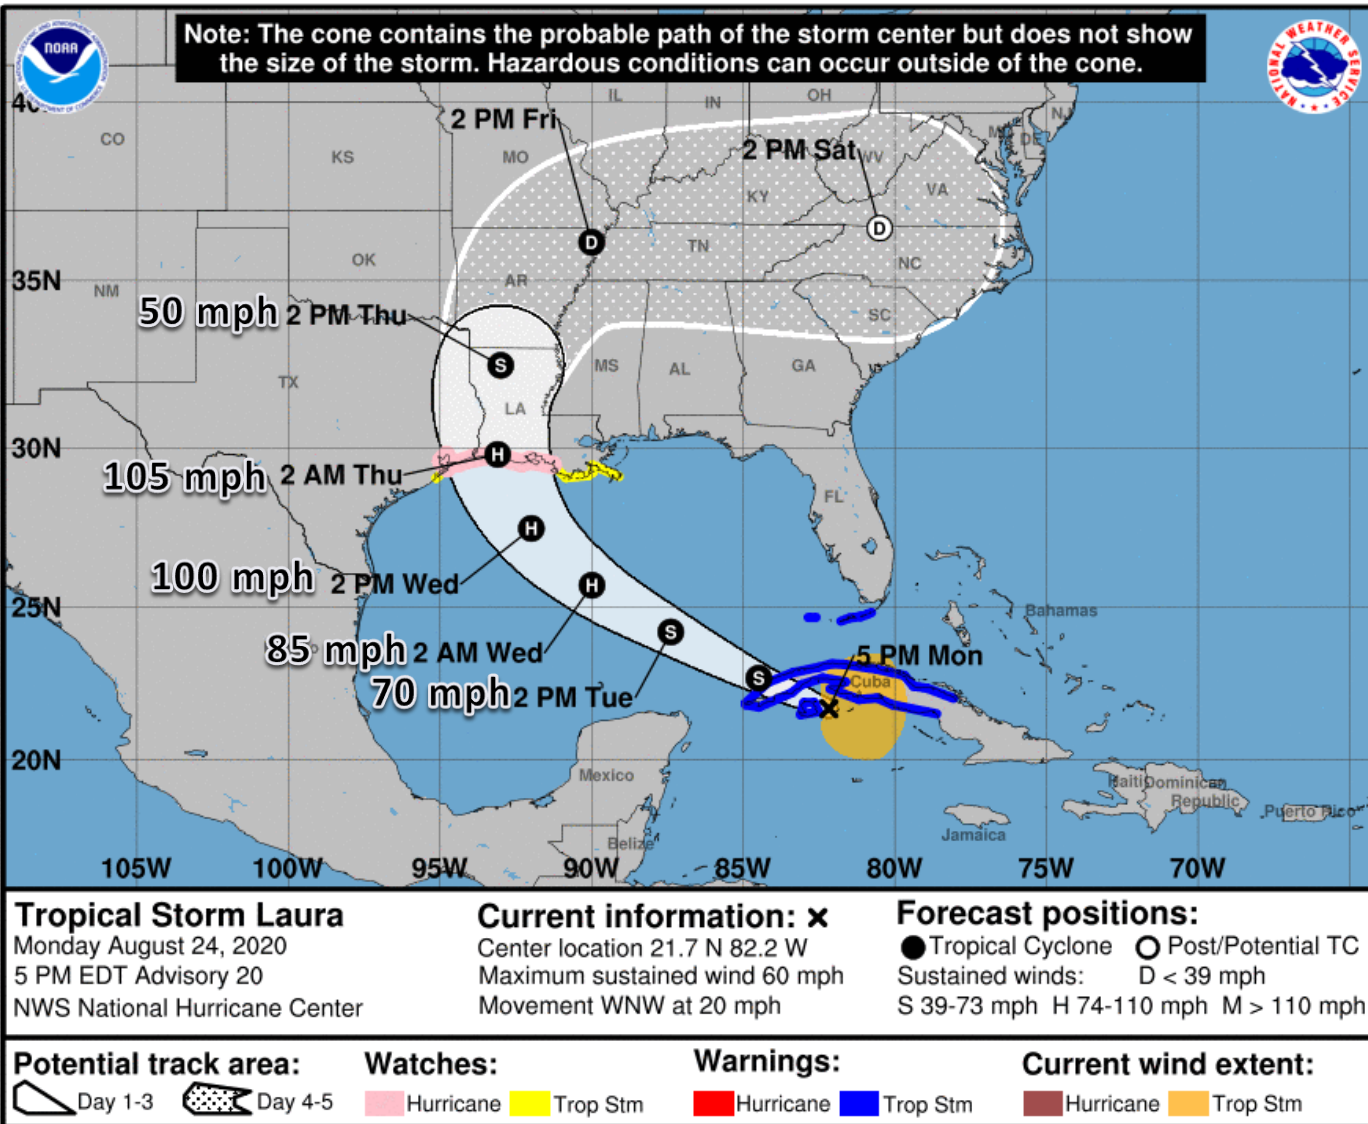 Note: The cone contains the probable path of the storm center but does not show
the size of the storm. Hazardous conditions can occur outside of the cone.
NOAA
NATIONAL WEATHER SERVICE
40
IL
IN
OH
NJ
2 PM Fri
CO
KS
MO
2 PM Sat
WV
DE
KY
VA
TN
OK
NC
35N
NM
AR
50 mph 2 PM Thu
SC
MS
AL
GA
TX
LA
30N
105 mph 2 AM Thu
FL
100 mph 2 PM Wed
25N
Bahamas
85 mph 2 AM Wed
5 PM Mon
Cuba
70 mph 2 PM Tue
20N
Mexico
Haiti Dominican
Republic
Puerto Rico
Jamaica
Belize
105W 100W 95W 90W 85W 80W 75W 70W
D
D
S
H
H
H
S
S
Tropical Storm Laura
Monday August 24, 2020
5 PM EDT Advisory 20
NWS National Hurricane Center
Current information: x
Center location 21.7 N 82.2 W
Maximum sustained wind 60 mph
Movement WNW at 20 mph
Forecast positions:
Tropical Cyclone Post/Potential TC
Sustained winds: D < 39 mph
S 39-73 mph H 74-110 mph M > 110 mph
Potential track area:
Day 1-3 Day 4-5
Watches:
Hurricane Trop Stm
Warnings:
Hurricane Trop Stm
Current wind extent:
Hurricane Trop Stm